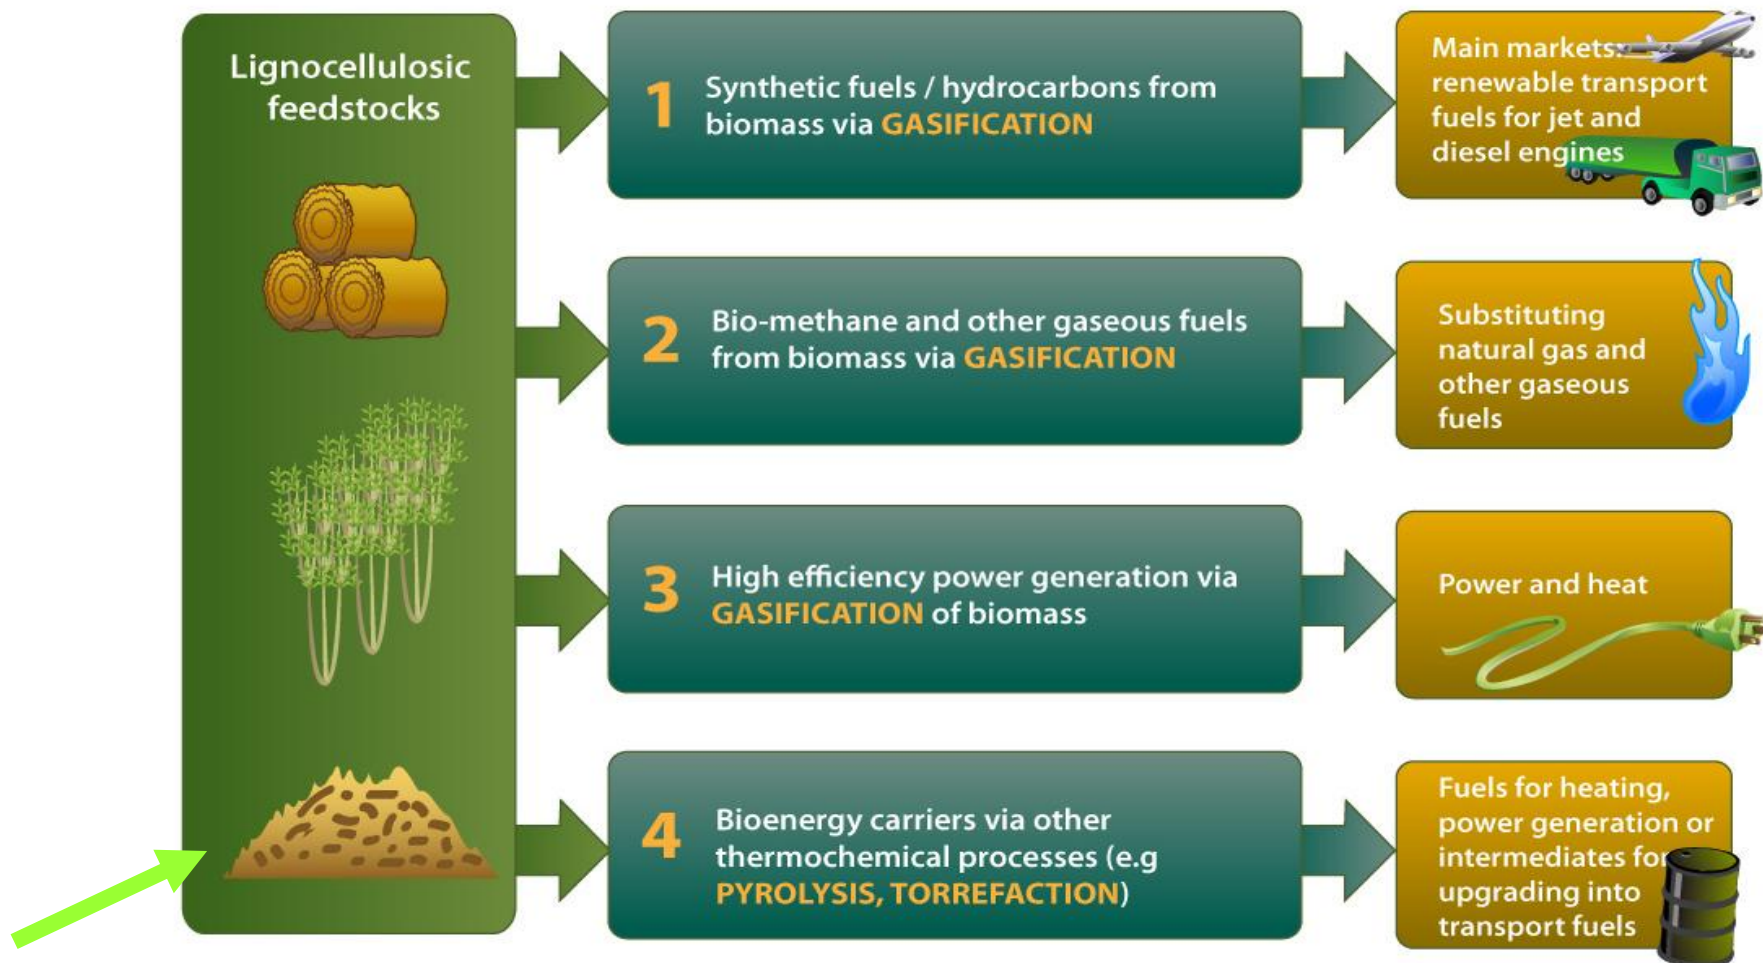 Lignocellulosic
feedstocks
1
Synthetic fuels / hydrocarbons from
biomass via GASIFICATION
Main markets:
renewable transport
fuels for jet and
diesel engines
2
Bio-methane and other gaseous fuels
from biomass via GASIFICATION
Substituting
natural gas and
other gaseous
fuels
3
High efficiency power generation via
GASIFICATION of biomass
Power and heat
4
Bioenergy carriers via other
thermochemical processes (e.g
PYROLYSIS, TORREFACTION)
Fuels for heating,
power generation or
intermediates for
upgrading into
transport fuels